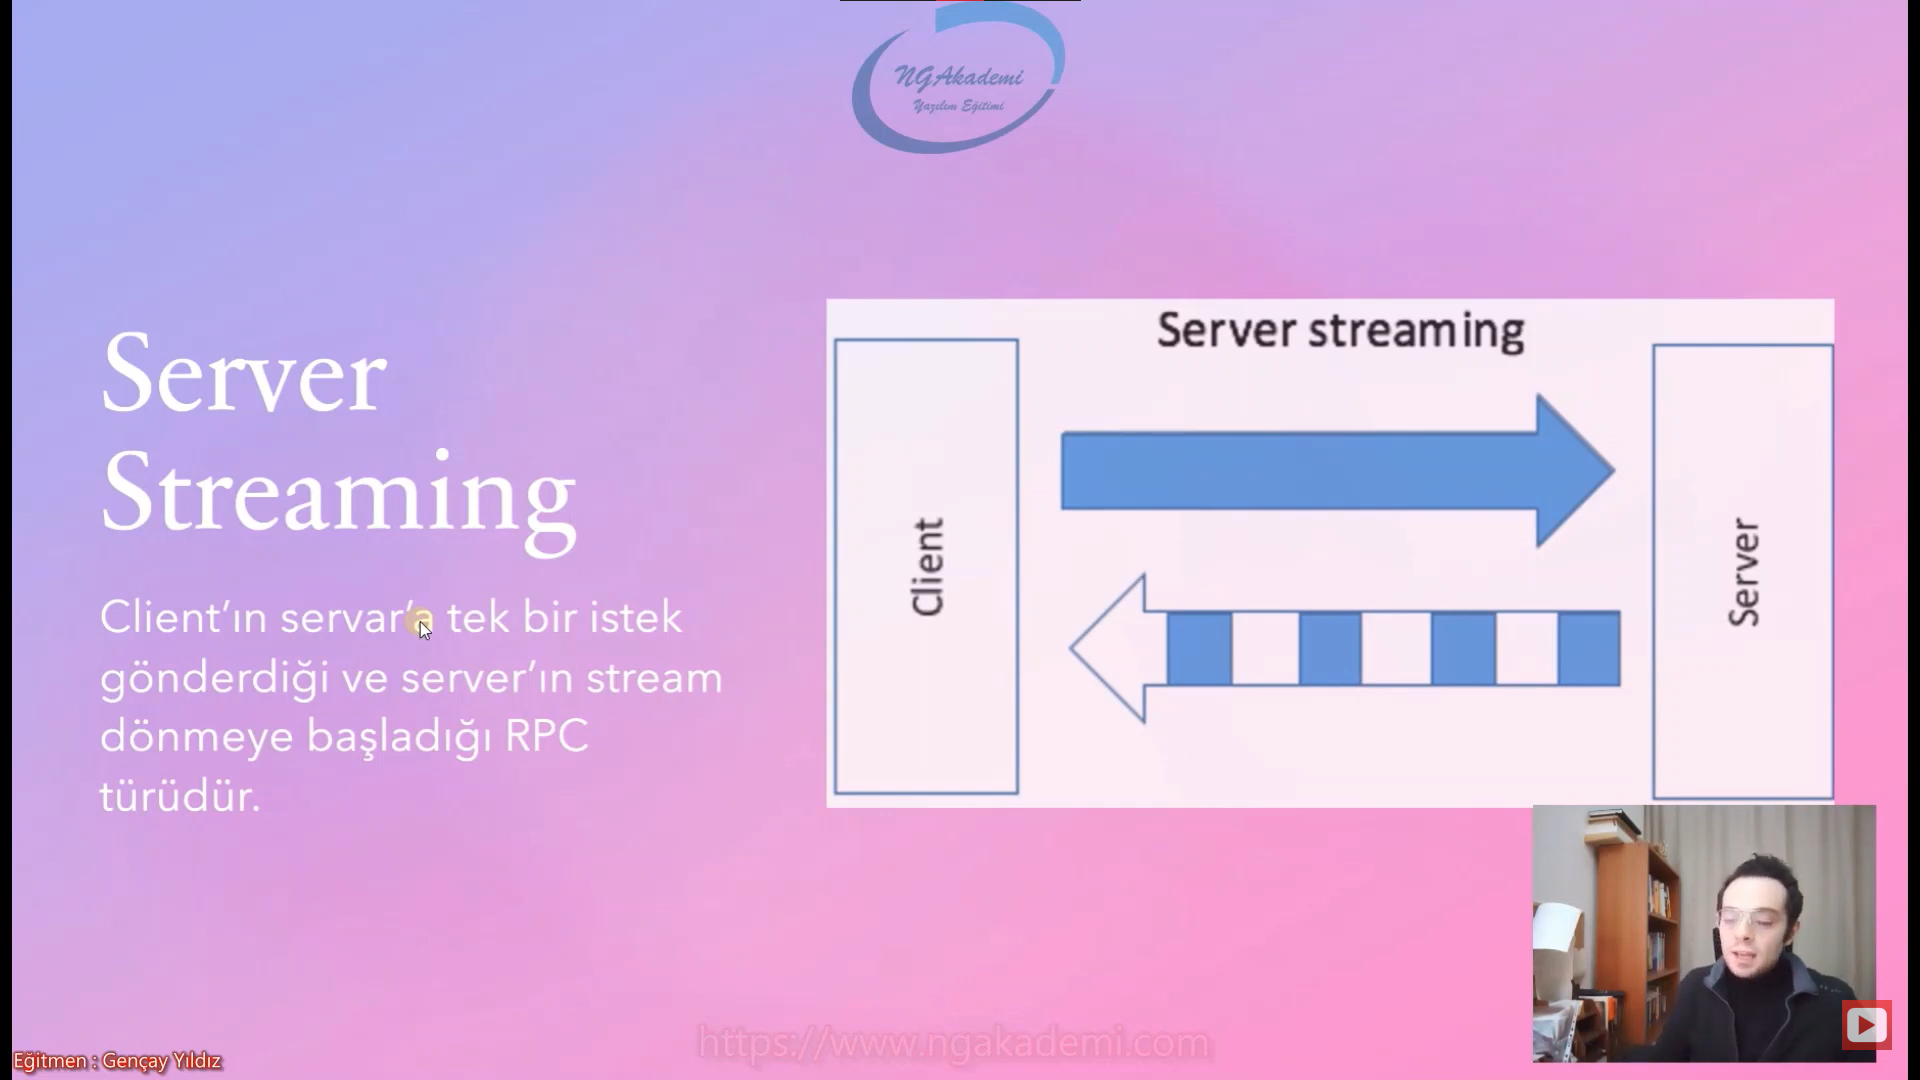 NGAkademi
Yazılım Eğitimi
Server
Streaming
Client’ın servar’a tek bir istek
gönderdiği ve server’ın stream
dönmeye başladığı RPC
türüdür.
Server streaming
Client
Server
https://www.ngakademi.com
Eğitmen : Gençay Yıldız